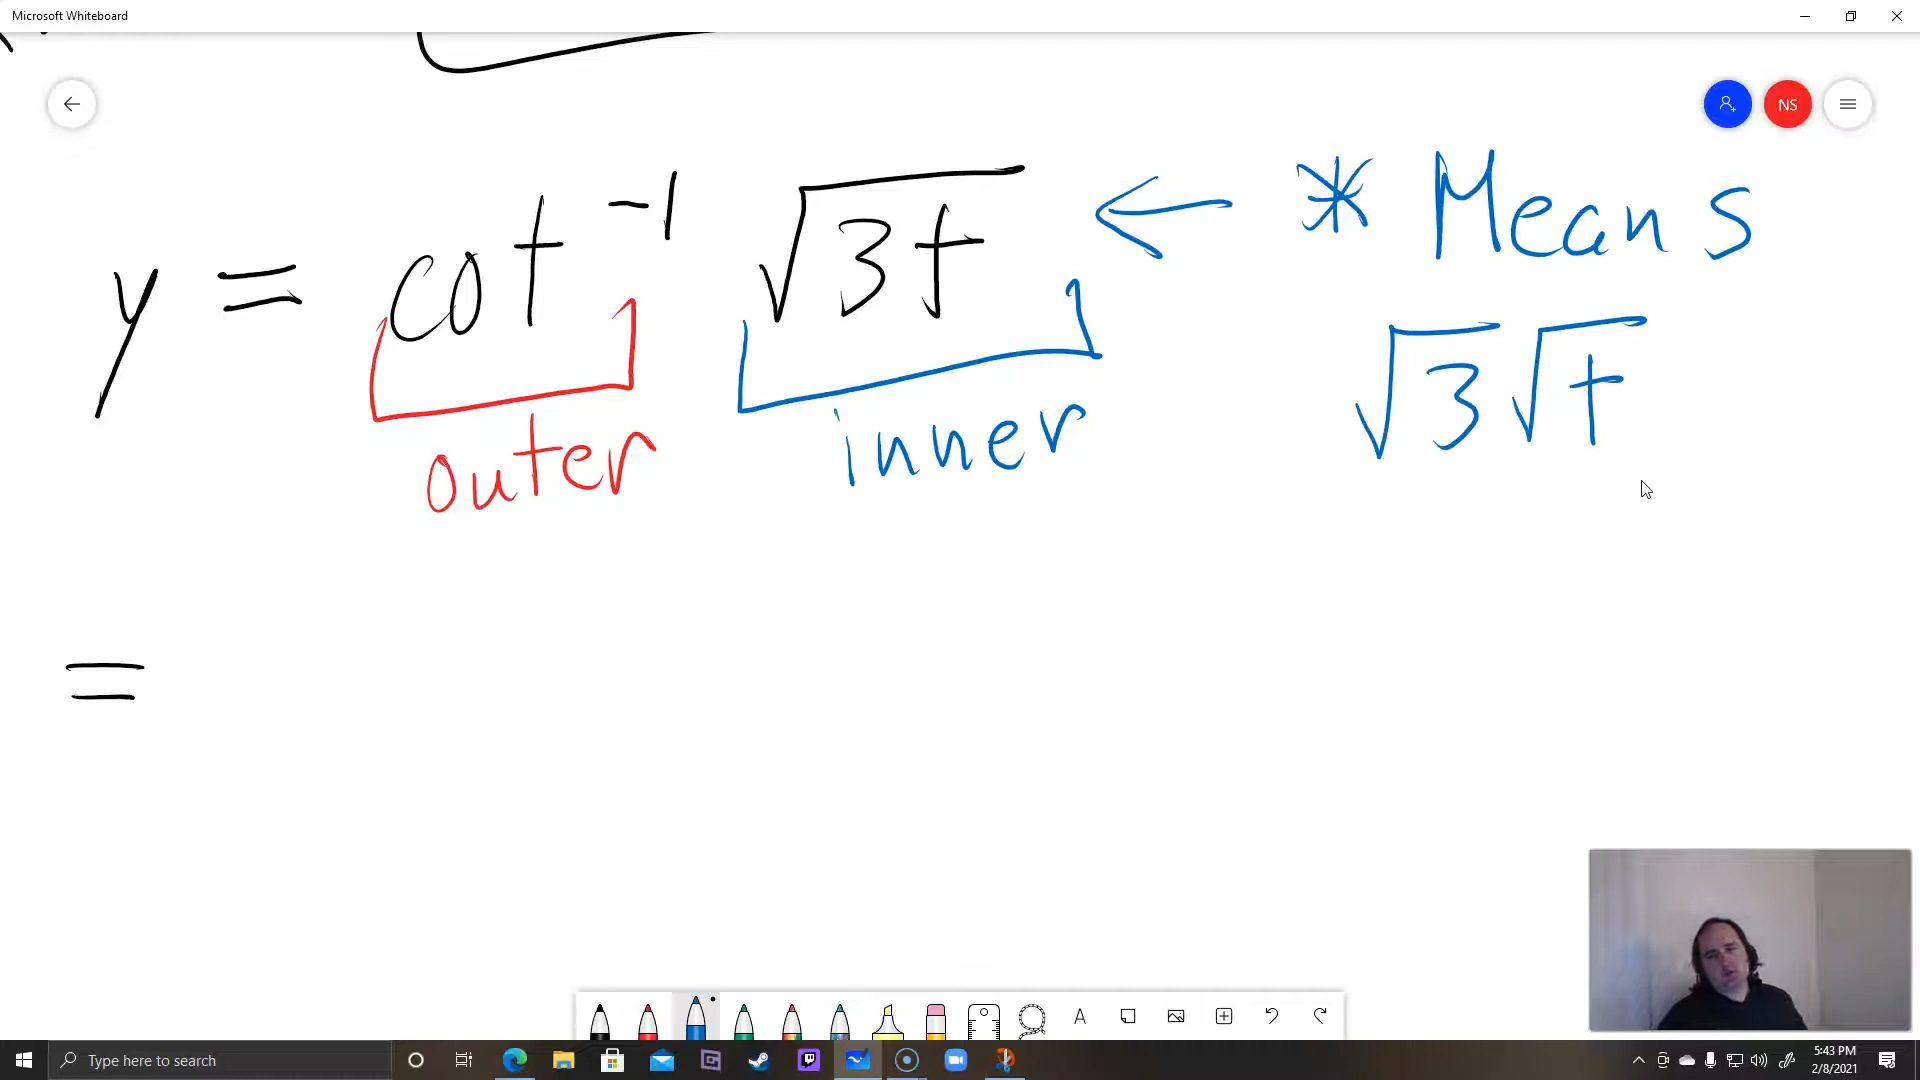 Microsoft Whiteboard
NS
y = cot⁻¹ √3t ← * Means
√3 √t
outer inner
=
A
Type here to search
5:43 PM
2/8/2021